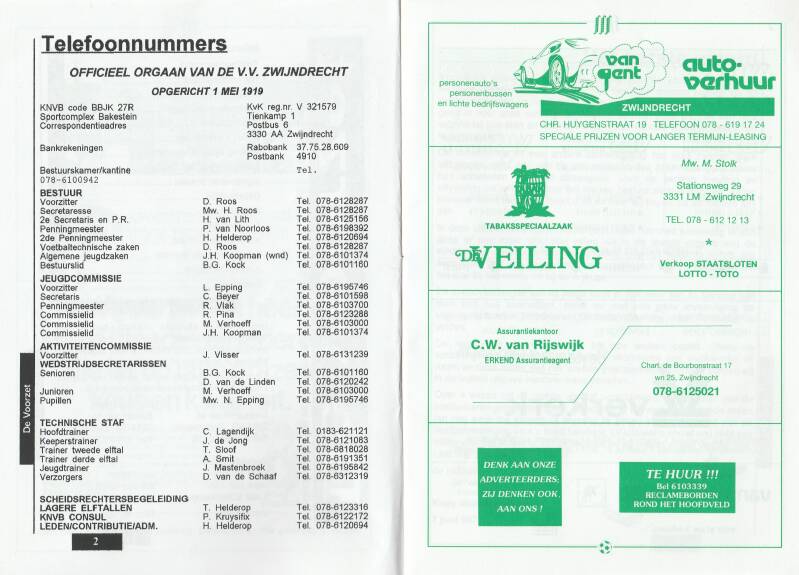 Telefoonnummers
OFFICIEEL ORGAAN VAN DE V.V. ZWIJNDRECHT
OPGERICHT 1 MEI 1919
KNVB code BBJK 27R KvK reg.nr. V 321579
Sportcomplex Bakestein Tienkamp 1
Correspondentieadres Postbus 6
3330 AA Zwijndrecht
Bankrekeningen Rabobank 37.75.28.609
Postbank 4910
Bestuurskamer/kantine Tel.
078-6100942
BESTUUR
Voorzitter D. Roos Tel. 078-6128287
Secretaresse Mw. H. Roos Tel. 078-6128287
2e Secretaris en P.R. H. van Lith Tel. 078-6125156
Penningmeester P. van Noorloos Tel. 078-6198392
2de Penningmeester H. Helderop Tel. 078-6120694
Voetbaltechnische zaken D. Roos Tel. 078-6128287
Algemene jeugdzaken J.H. Koopman (wnd) Tel. 078-6101374
Bestuurslid B.G. Kock Tel. 078-6101160
JEUGDCOMMISSIE
Voorzitter L. Epping Tel. 078-6195746
Secretaris C. Beyer Tel. 078-6101598
Penningmeester R. Vlak Tel. 078-6103700
Commissielid R. Pina Tel. 078-6123288
Commissielid M. Verhoeff Tel. 078-6103000
Commissielid J.H. Koopman Tel. 078-6101374
AKTIVITEITENCOMMISSIE
Voorzitter J. Visser Tel. 078-6131239
WEDSTRIJDSECRETARISSEN
Senioren B.G. Kock Tel. 078-6101160
D. van de Linden Tel. 078-6120242
Junioren M. Verhoeff Tel. 078-6103000
Pupillen Mw. N. Epping Tel. 078-6195746
De Voorzet
TECHNISCHE STAF
Hoofdtrainer C. Lagendijk Tel. 0183-621121
Keeperstrainer J. de Jong Tel. 078-6121083
Trainer tweede elftal T. Sloof Tel. 078-6818028
Trainer derde elftal A. Smit Tel. 078-6191351
Jeugdtrainer J. Mastenbroek Tel. 078-6195842
Verzorgers D. van de Schaaf Tel. 078-6312319
SCHEIDSRECHTERSBEGELEIDING
LAGERE ELFTALLEN T. Helderop Tel. 078-6123316
KNVB CONSUL P. Kruysifix Tel. 078-6122172
LEDEN/CONTRIBUTIE/ADM. H. Helderop Tel. 078-6120694
2
van gent
auto-verhuur
personenauto's
personenbussen
en lichte bedrijfswagens
ZWIJNDRECHT
CHR. HUYGENSTRAAT 19 TELEFOON 078 - 619 17 24
SPECIALE PRIJZEN VOOR LANGER TERMIJN-LEASING
Mw. M. Stolk
Stationsweg 29
3331 LM Zwijndrecht
TEL. 078 - 612 12 13
*
Verkoop STAATSLOTEN
LOTTO - TOTO
TABAKSSPECIAALZAAK
DE VEILING
Assurantiekantoor
C.W. van Rijswijk
ERKEND Assurantieagent
Charl. de Bourbonstraat 17
wn 25, Zwijndrecht
078-6125021
DENK AAN ONZE
ADVERTEERDERS;
ZIJ DENKEN OOK
AAN ONS !
TE HUUR !!!
Bel 6103339
RECLAMEBORDEN
ROND HET HOOFDVELD